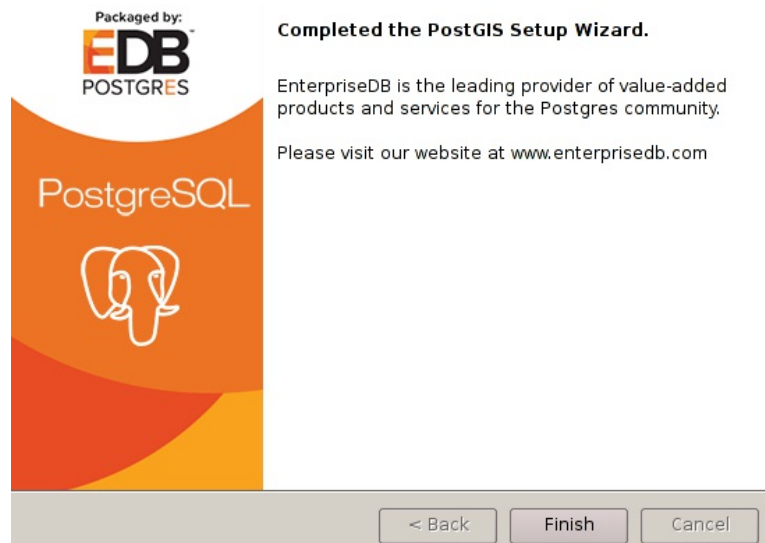 Packaged by:
EDB
POSTGRES
PostgreSQL
Completed the PostGIS Setup Wizard.
EnterpriseDB is the leading provider of value-added
products and services for the Postgres community.
Please visit our website at www.enterprisedb.com
< Back
Finish
Cancel